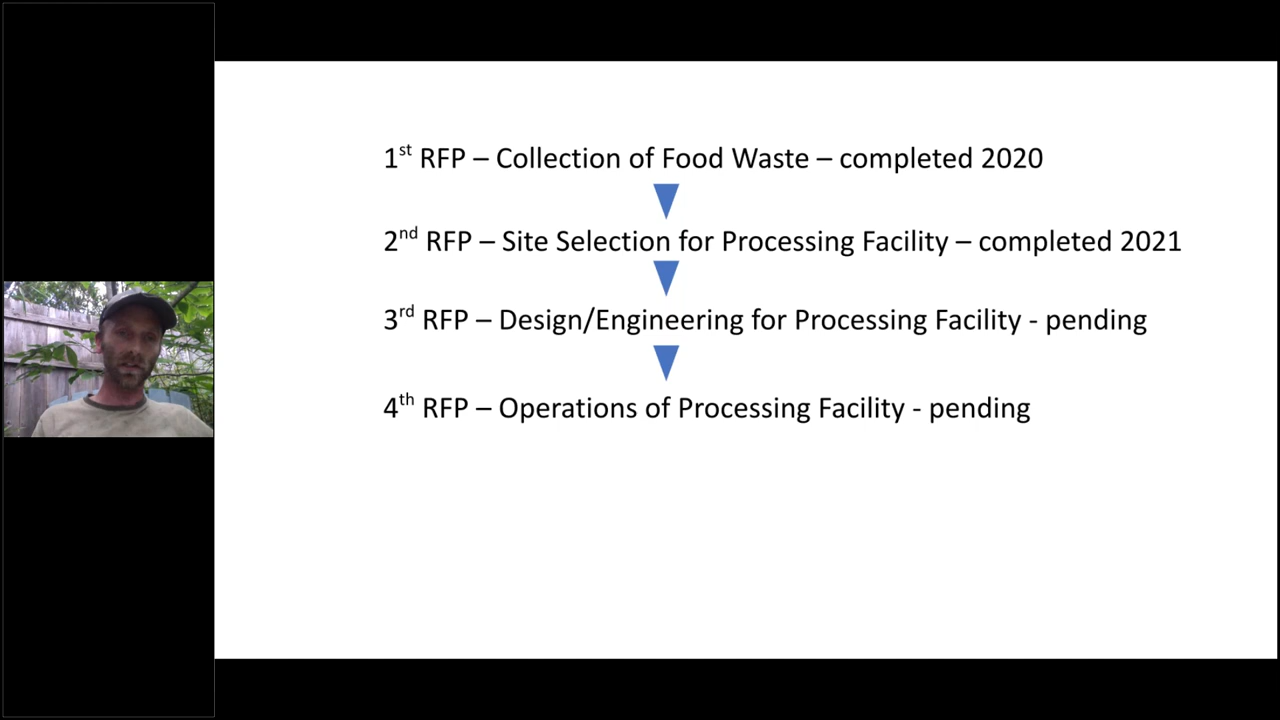 1st RFP – Collection of Food Waste – completed 2020
2nd RFP – Site Selection for Processing Facility – completed 2021
3rd RFP – Design/Engineering for Processing Facility - pending
4th RFP – Operations of Processing Facility - pending